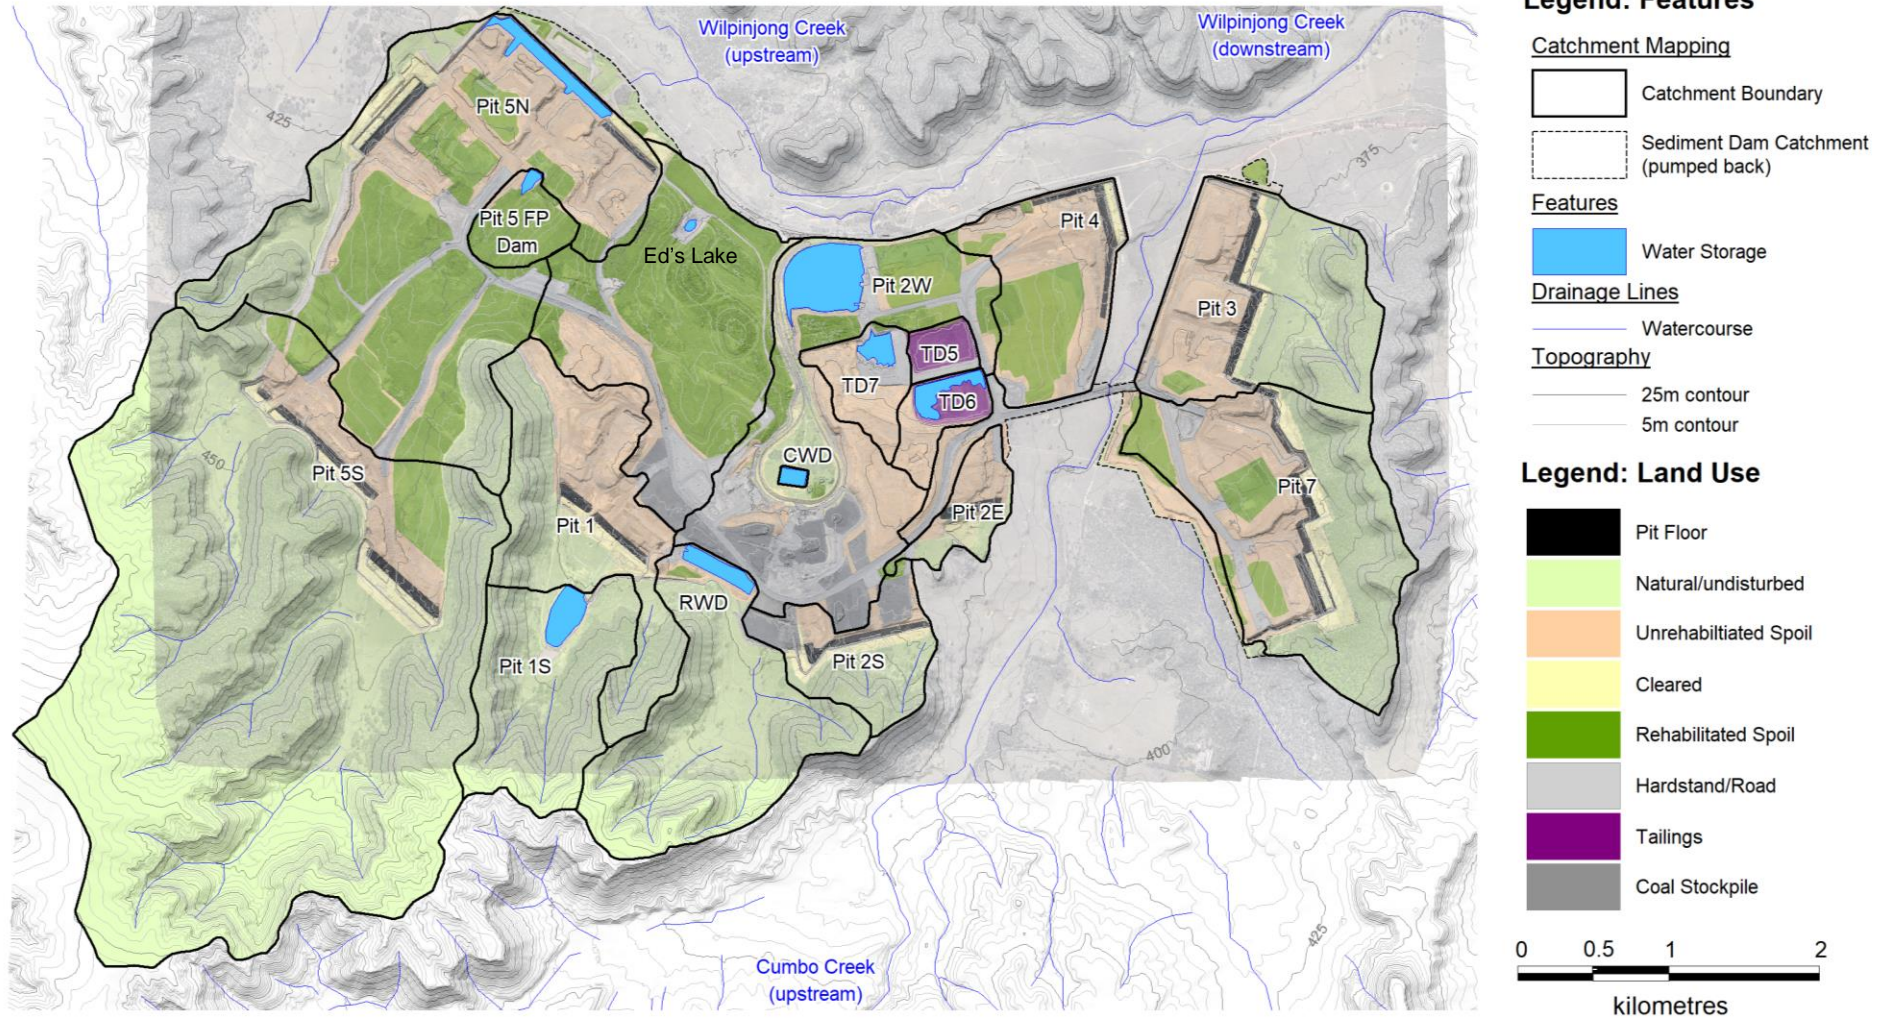 Legend: Features
Catchment Mapping
Catchment Boundary
Sediment Dam Catchment
(pumped back)
Features
Water Storage
Drainage Lines
Watercourse
Topography
25m contour
5m contour
Legend: Land Use
Pit Floor
Natural/undisturbed
Unrehabiltiated Spoil
Cleared
Rehabilitated Spoil
Hardstand/Road
Tailings
Coal Stockpile
0 0.5 1 2
kilometres
Wilpinjong Creek
(upstream)
Wilpinjong Creek
(downstream)
425
Pit 5N
375
Pit 5 FP
Dam
Pit 4
Ed's Lake
Pit 2W
Pit 3
TD5
TD7
TD6
450
Pit 5S
CWD
Pit 7
Pit 1
Pit 2E
RWD
Pit 1S
Pit 2S
400
425
Cumbo Creek
(upstream)